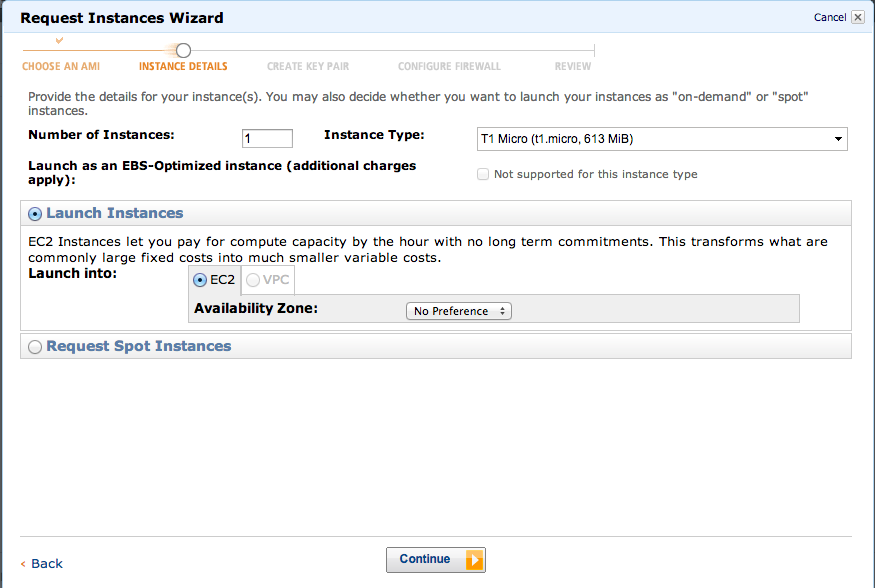 Request Instances Wizard
Cancel
CHOOSE AN AMI
INSTANCE DETAILS
CREATE KEY PAIR
CONFIGURE FIREWALL
REVIEW
Provide the details for your instance(s). You may also decide whether you want to launch your instances as "on-demand" or "spot"
instances.
Number of Instances: 1 Instance Type: T1 Micro (t1.micro, 613 MiB)
Launch as an EBS-Optimized instance (additional charges
apply):
Not supported for this instance type
Launch Instances
EC2 Instances let you pay for compute capacity by the hour with no long term commitments. This transforms what are
commonly large fixed costs into much smaller variable costs.
Launch into:
EC2 VPC
Availability Zone: No Preference
Request Spot Instances
< Back
Continue